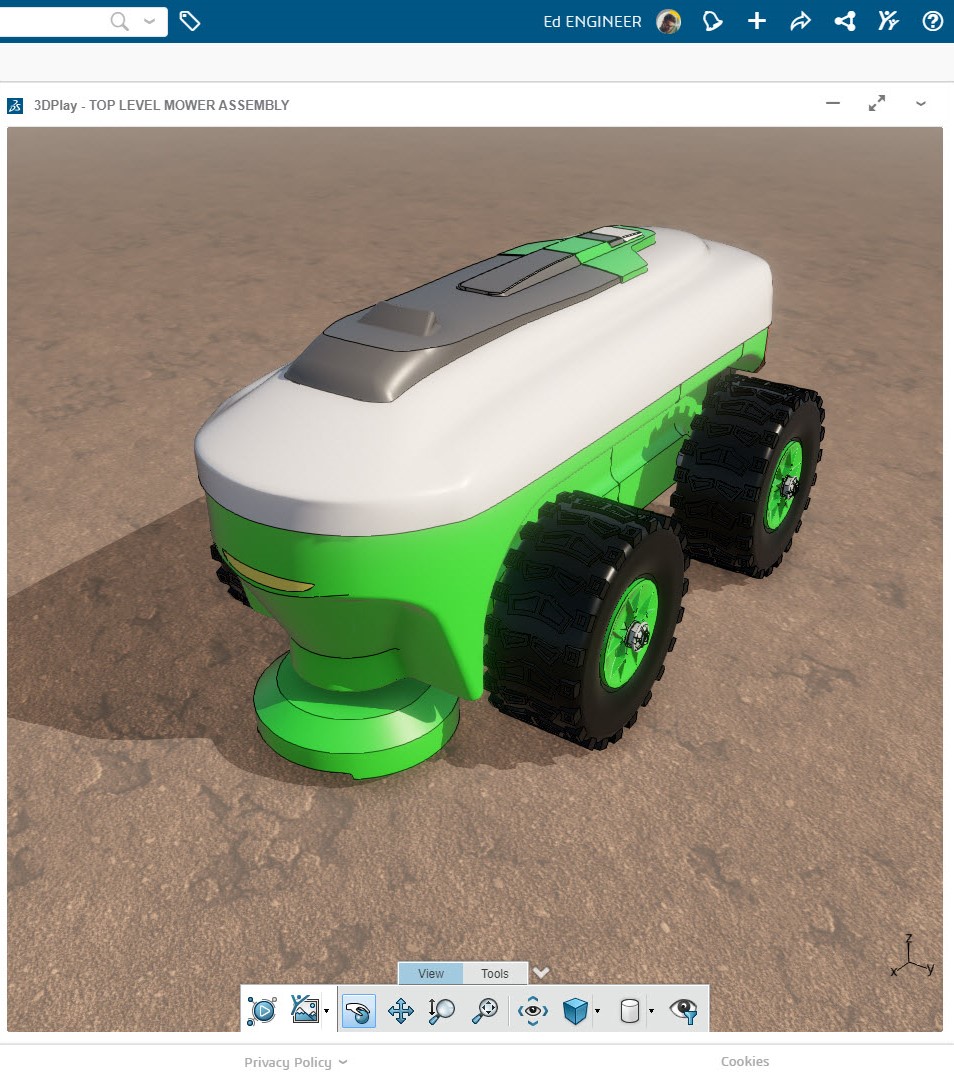 Ed ENGINEER
3DPlay - TOP LEVEL MOWER ASSEMBLY
z
x y
View Tools
Privacy Policy Cookies